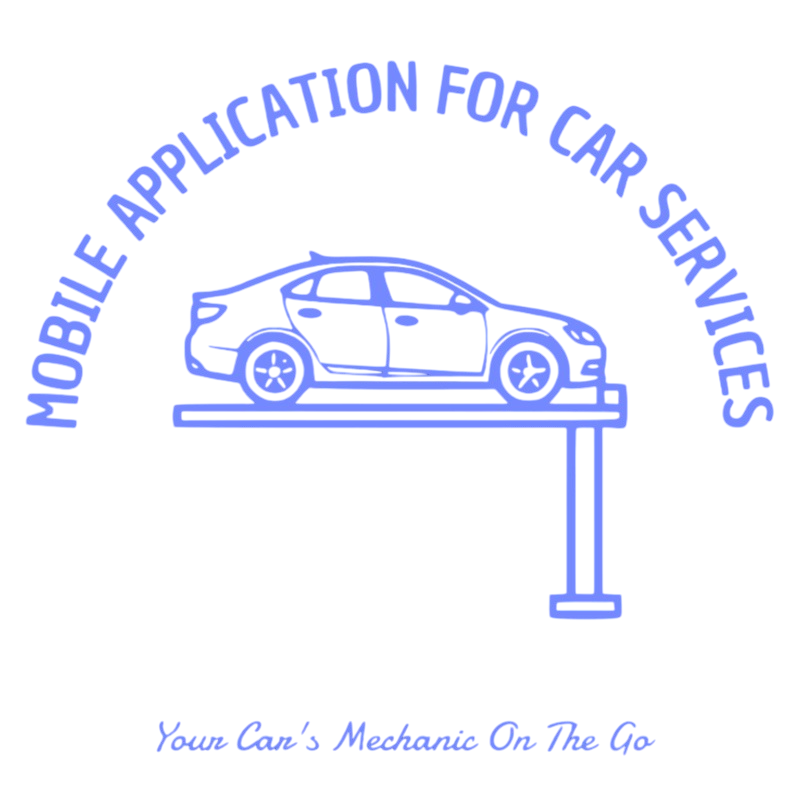 MOBILE APPLICATION FOR CAR SERVICES
Your Car's Mechanic On The Go